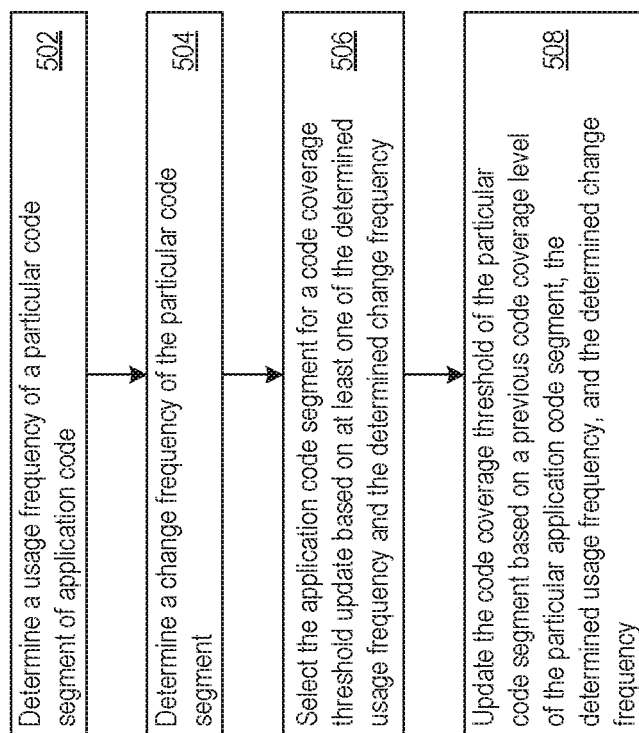 Determine a usage frequency of a particular code
segment of application code
502
Determine a change frequency of the particular code
segment
504
Select the application code segment for a code coverage
threshold update based on at least one of the determined
usage frequency and the determined change frequency
506
Update the code coverage threshold of the particular
code segment based on a previous code coverage level
of the particular application code segment, the
determined usage frequency, and the determined change
frequency
508